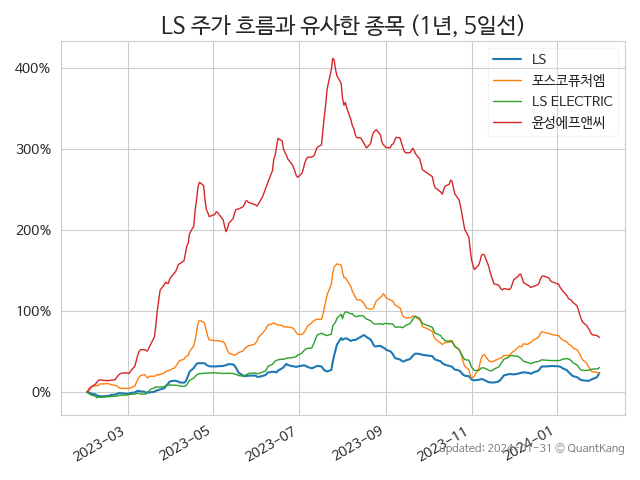 LS 주가 흐름과 유사한 종목 (1년, 5일선)
LS
포스코퓨처엠
LS ELECTRIC
윤성에프앤씨
400%
300%
200%
100%
0%
2023-03
2023-05
2023-07
2023-09
2023-11
2024-01
updated: 2024-01-31 © QuantKang